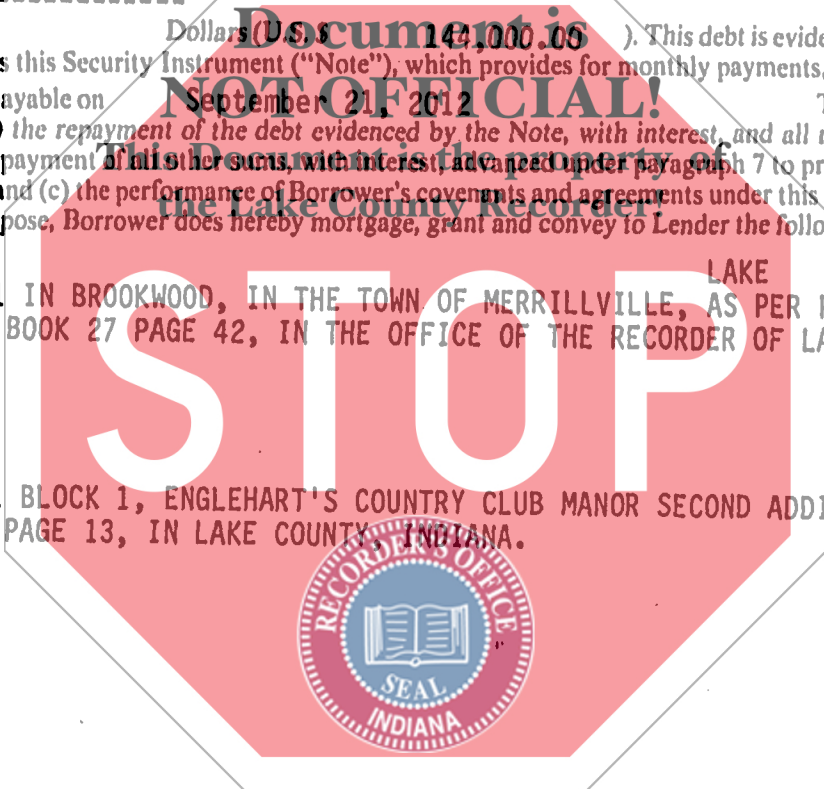 Document is
Dollars (U.S.$ 144,000.00 ). This debt is evide
s this Security Instrument ("Note"), which provides for monthly payments,
NOT OFFICIAL!
ayable on September 21, 2012 T
) the repayment of the debt evidenced by the Note, with interest, and all
This Document is the property of
payment of all other sums, with interest, advanced under paragraph 7 to pr
nd (c) the performance of Borrower's covenants and agreements under this
the Lake County Recorder!
pose, Borrower does hereby mortgage, grant and convey to Lender the follo
LAKE
IN BROOKWOOD, IN THE TOWN OF MERRILLVILLE, AS PER
BOOK 27 PAGE 42, IN THE OFFICE OF THE RECORDER OF LA
STOP
BLOCK 1, ENGLEHART'S COUNTRY CLUB MANOR SECOND ADDI
PAGE 13, IN LAKE COUNTY, INDIANA.
RECORDER'S OFFICE
SEAL
INDIANA